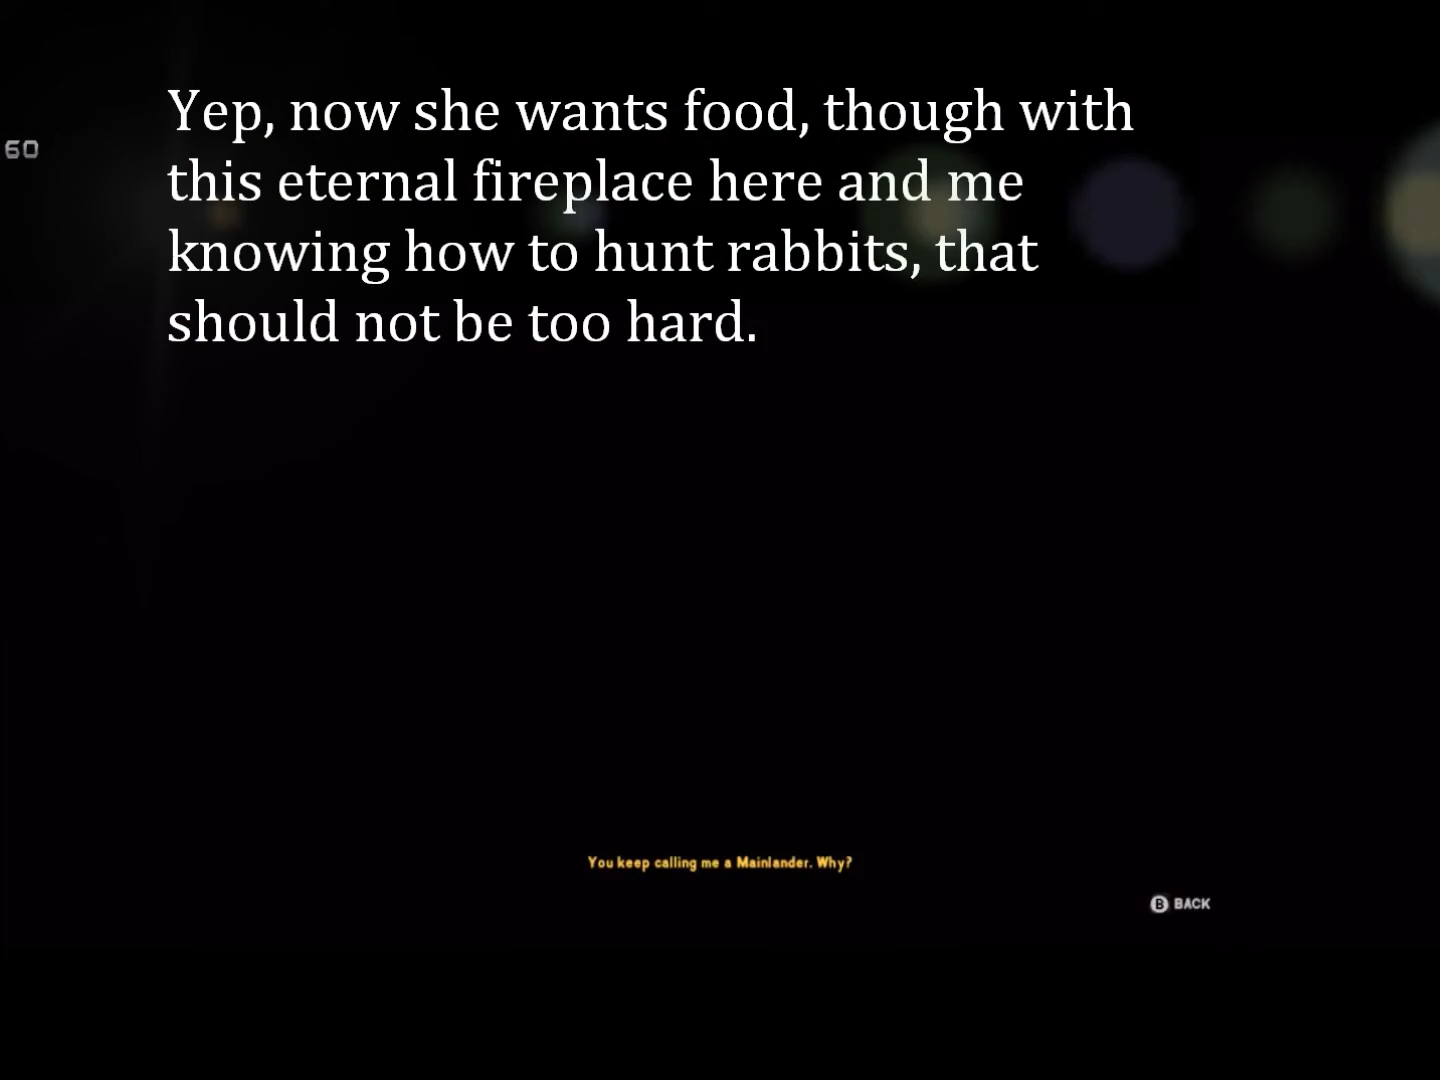 Yep, now she wants food, though with
60
this eternal fireplace here and me
knowing how to hunt rabbits, that
should not be too hard.
You keep calling me a Mainlander. Why?
B BACK